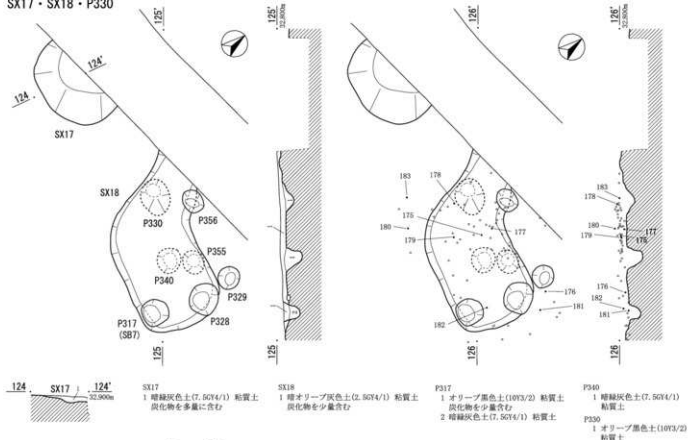 SX17・SX18・P330
125'
32,800m
124'
124
SX17
SX18
P330
P356
P355
P340
P329
P328
P317
(SB7)
125
125'
32,800m
125
126'
183
178
175
177
180
179
176
181
182
126
126'
32,800m
183
178
180
177
179
175
176
182
181
126
124
SX17
1
124'
32,900m
SX17
1 暗緑灰色土(7.5GY4/1) 粘質土
炭化物を多量に含む
SX18
1 暗オリーブ灰色土(2.5GY4/1) 粘質土
炭化物を少量含む
P317
1 オリーブ黒色土(10Y3/2) 粘質土
炭化物を少量含む
2 暗緑灰色土(7.5GY4/1) 粘質土
P340
1 暗緑灰色土(7.5GY4/1)
粘質土
P330
1 オリーブ黒色土(10Y3/2)
粘質土